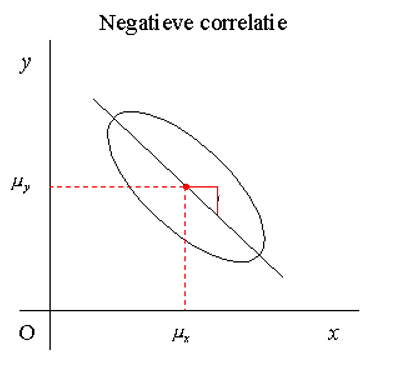 Negatieve correlatie
y
μy
O
μx
x